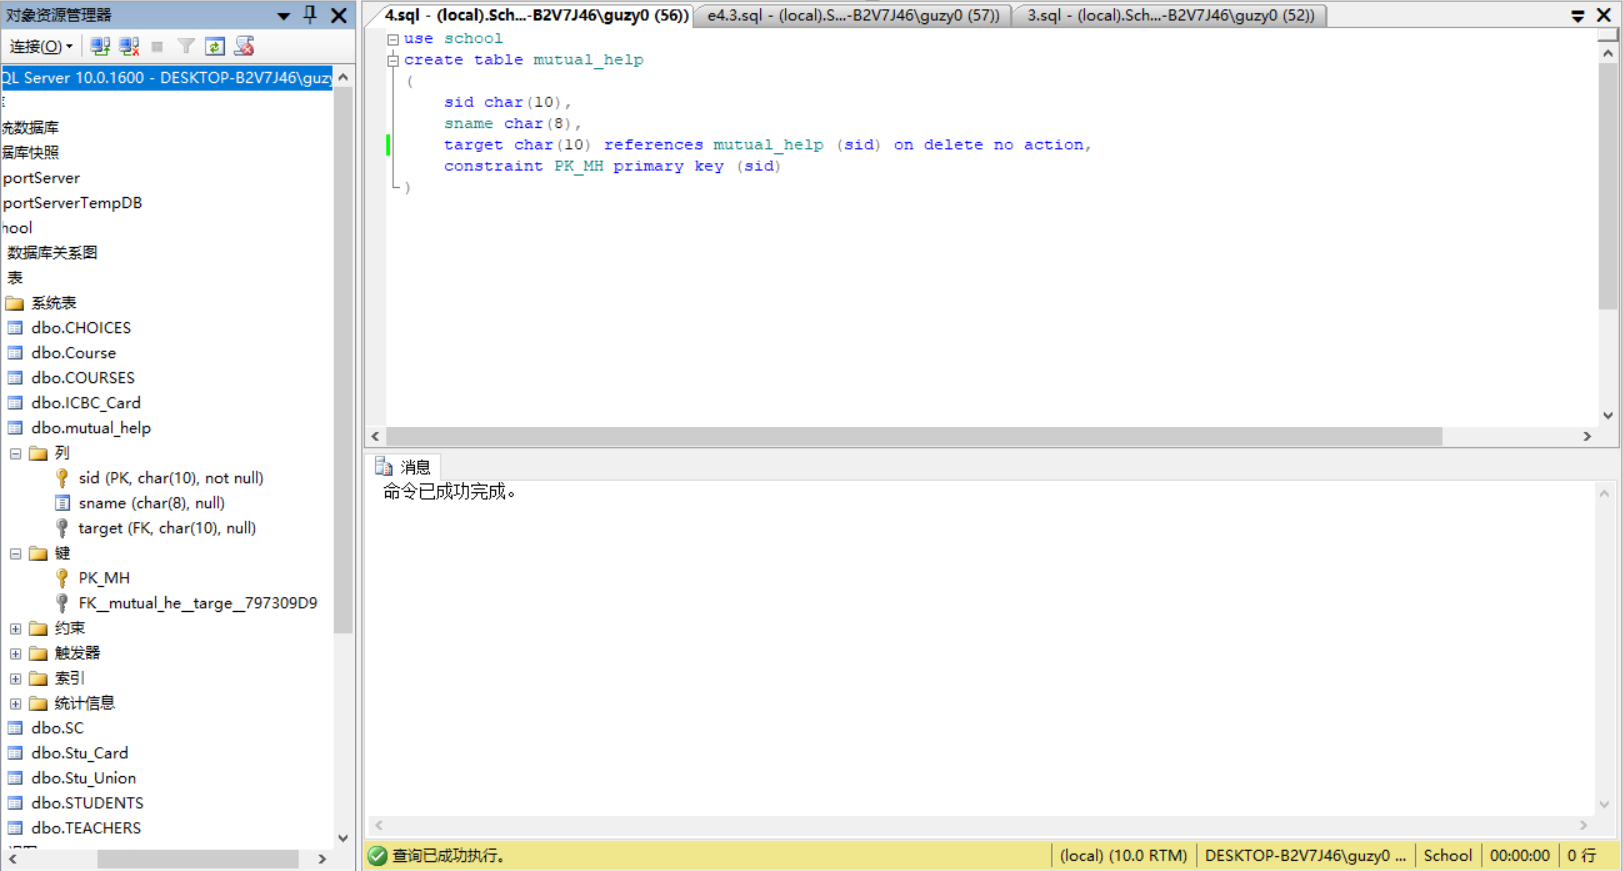 对象资源管理器
连接(O)
QL Server 10.0.1600 - DESKTOP-B2V7J46\guzy
统数据库
据库快照
portServer
portServerTempDB
hool
数据库关系图
表
系统表
dbo.CHOICES
dbo.Course
dbo.COURSES
dbo.ICBC_Card
dbo.mutual_help
列
sid (PK, char(10), not null)
sname (char(8), null)
target (FK, char(10), null)
键
PK_MH
FK__mutual_he__targe__797309D9
约束
触发器
索引
统计信息
dbo.SC
dbo.Stu_Card
dbo.Stu_Union
dbo.STUDENTS
dbo.TEACHERS
4.sql - (local).Sch...-B2V7J46\guzy0 (56))
e4.3.sql - (local).S...-B2V7J46\guzy0 (57))
3.sql - (local).Sch...-B2V7J46\guzy0 (52))
use school
create table mutual_help
(
sid char(10),
sname char(8),
target char(10) references mutual_help (sid) on delete no action,
constraint PK_MH primary key (sid)
)
消息
命令已成功完成。
查询已成功执行。
(local) (10.0 RTM)
DESKTOP-B2V7J46\guzy0 ...
School
00:00:00
0 行